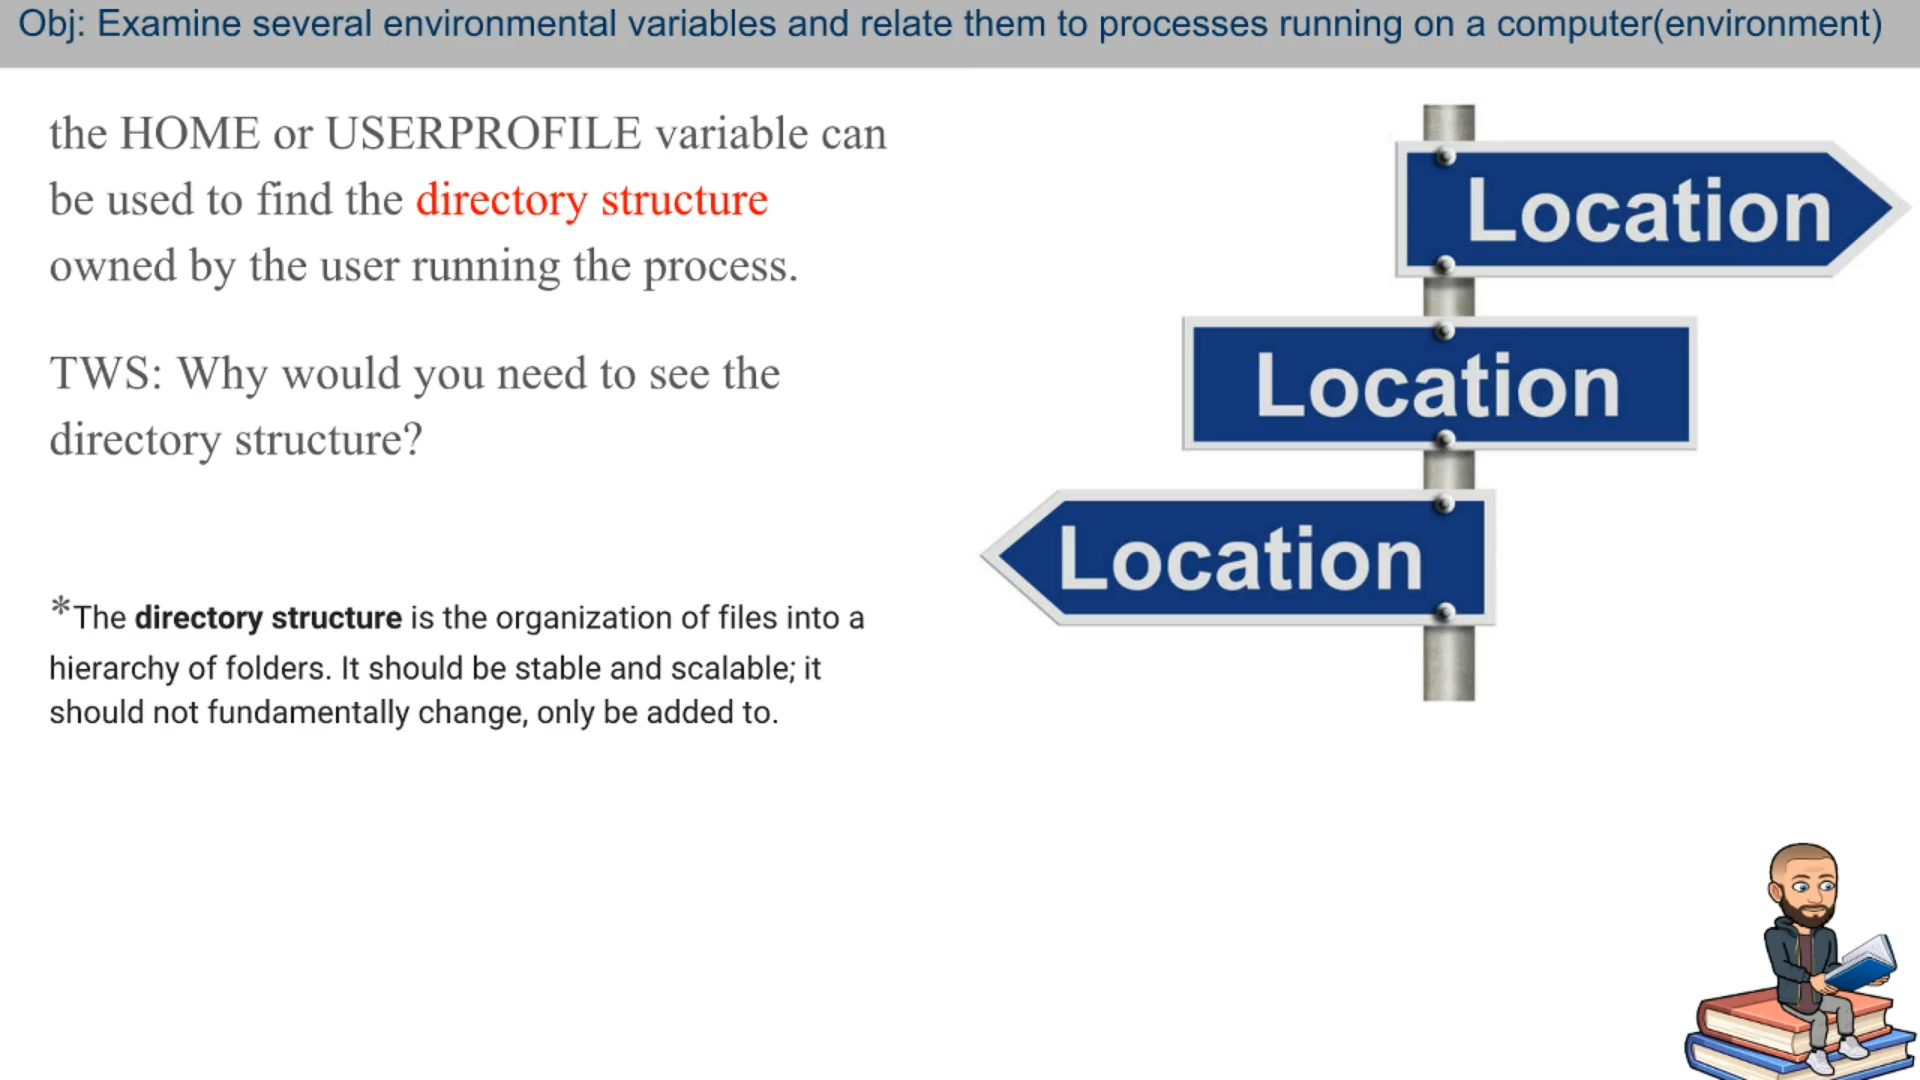 Obj: Examine several environmental variables and relate them to processes running on a computer(environment)
the HOME or USERPROFILE variable can
be used to find the directory structure
owned by the user running the process.
TWS: Why would you need to see the
directory structure?
*The directory structure is the organization of files into a
hierarchy of folders. It should be stable and scalable; it
should not fundamentally change, only be added to.
Location
Location
Location